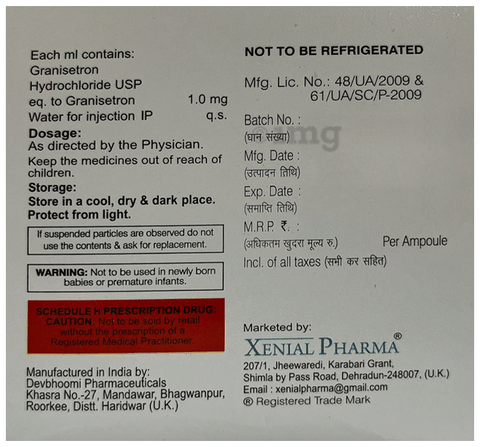 Each ml contains:
Granisetron
Hydrochloride USP
eq. to Granisetron 1.0 mg
Water for injection IP q.s.
Dosage:
As directed by the Physician.
Keep the medicines out of reach of
children.
Storage:
Store in a cool, dry & dark place.
Protect from light.
If suspended particles are observed do not
use the contents & ask for replacement.
WARNING: Not to be used in newly born
babies or premature infants.
SCHEDULE H PRESCRIPTION DRUG:
CAUTION: Not to be sold by retail
without the prescription of a
Registered Medical Practitioner.
Manufactured in India by:
Devbhoomi Pharmaceuticals
Khasra No.-27, Mandawar, Bhagwanpur,
Roorkee, Distt. Haridwar (U.K.)
NOT TO BE REFRIGERATED
Mfg. Lic. No.: 48/UA/2009 &
61/UA/SC/P-2009
Batch No. :
(घान संख्या)
Mfg. Date :
(उत्पादन तिथि)
Exp. Date :
(समाप्ति तिथि)
M.R.P. ₹. :
(अधिकतम खुदरा मूल्य रु.) Per Ampoule
Incl. of all taxes (सभी कर सहित)
Marketed by:
XENIAL PHARMA®
207/1, Jheewaredi, Karabari Grant,
Shimla by Pass Road, Dehradun-248007, (U.K.)
Email : xenialpharma@gmail.com
® Registered Trade Mark